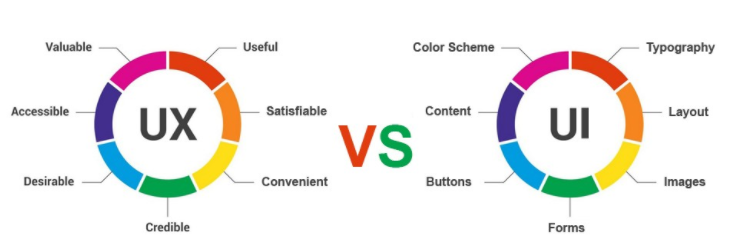 Valuable
Useful
Accessible
UX
Satisfiable
Desirable
Convenient
Credible
VS
Color Scheme
Typography
Content
UI
Layout
Buttons
Images
Forms